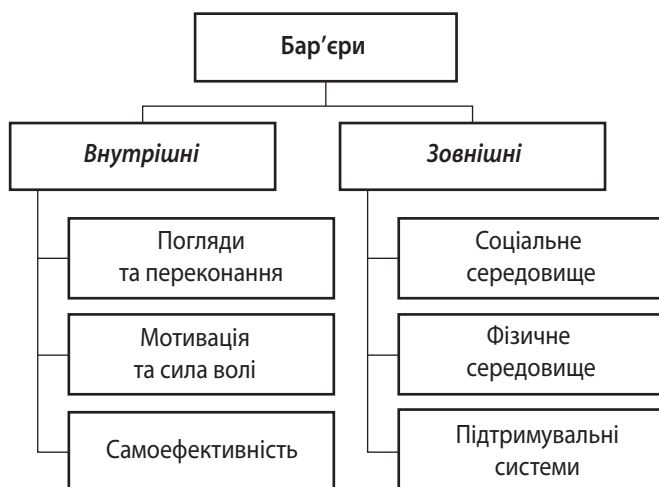 Бар’єри
Внутрішні
Зовнішні
Погляди
та переконання
Мотивація
та сила волі
Самоефективність
Соціальне
середовище
Фізичне
середовище
Підтримувальні
системи